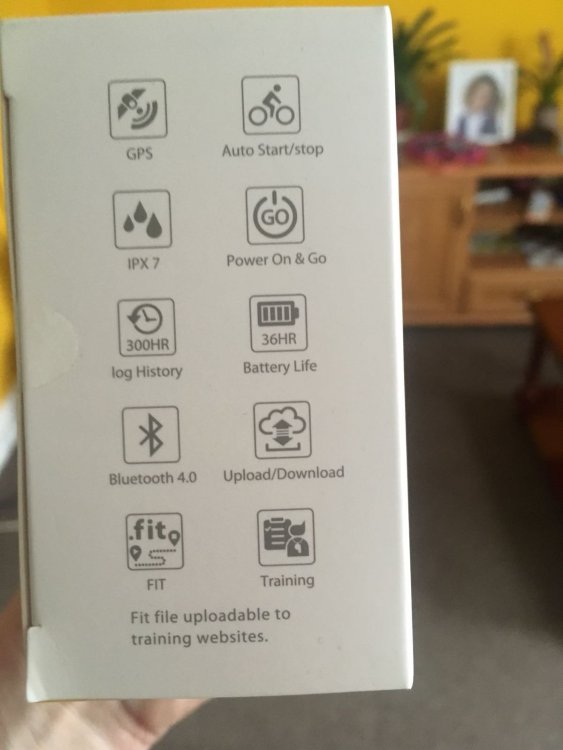 GPS
Auto Start/stop
IPX 7
GO
Power On & Go
300HR
log History
36HR
Battery Life
Bluetooth 4.0
Upload/Download
.fit
FIT
Training
Fit file uploadable to
training websites.